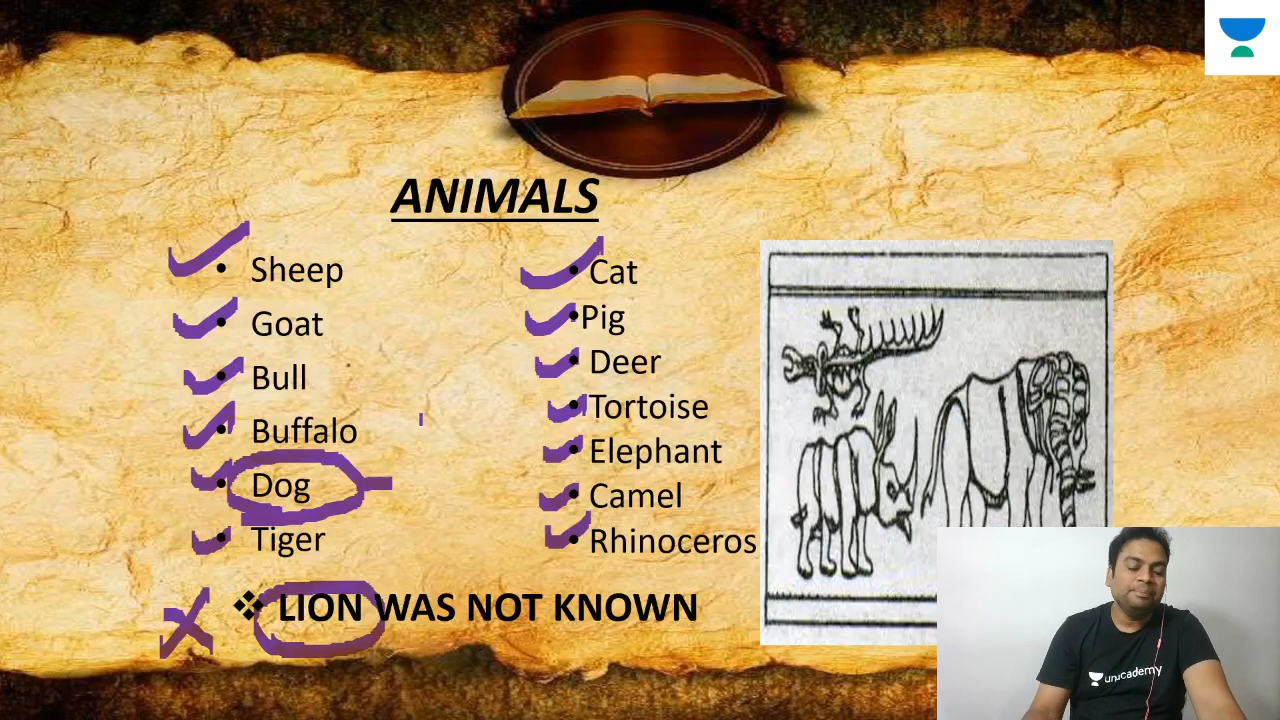 ANIMALS
• Sheep
• Goat
• Bull
• Buffalo
• Dog
• Tiger
• Cat
• Pig
• Deer
• Tortoise
• Elephant
• Camel
• Rhinoceros
❖ LION WAS NOT KNOWN
unacademy